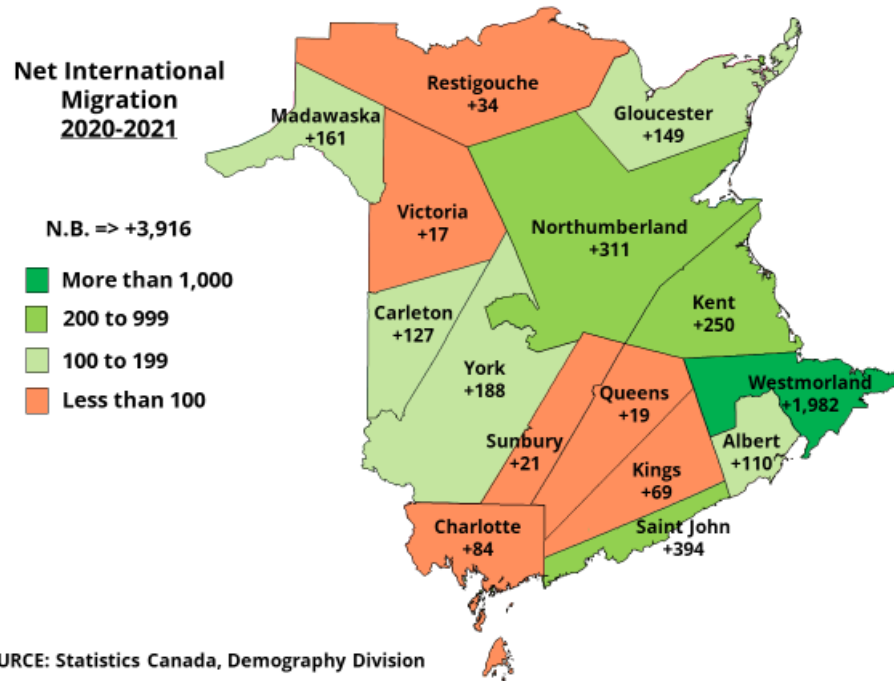 Net International
Migration
2020-2021
N.B. => +3,916
More than 1,000
200 to 999
100 to 199
Less than 100
Restigouche
+34
Madawaska
+161
Gloucester
+149
Victoria
+17
Northumberland
+311
Carleton
+127
Kent
+250
York
+188
Westmorland
+1,982
Queens
+19
Sunbury
+21
Albert
+110
Kings
+69
Charlotte
+84
Saint John
+394
URCE: Statistics Canada, Demography Division